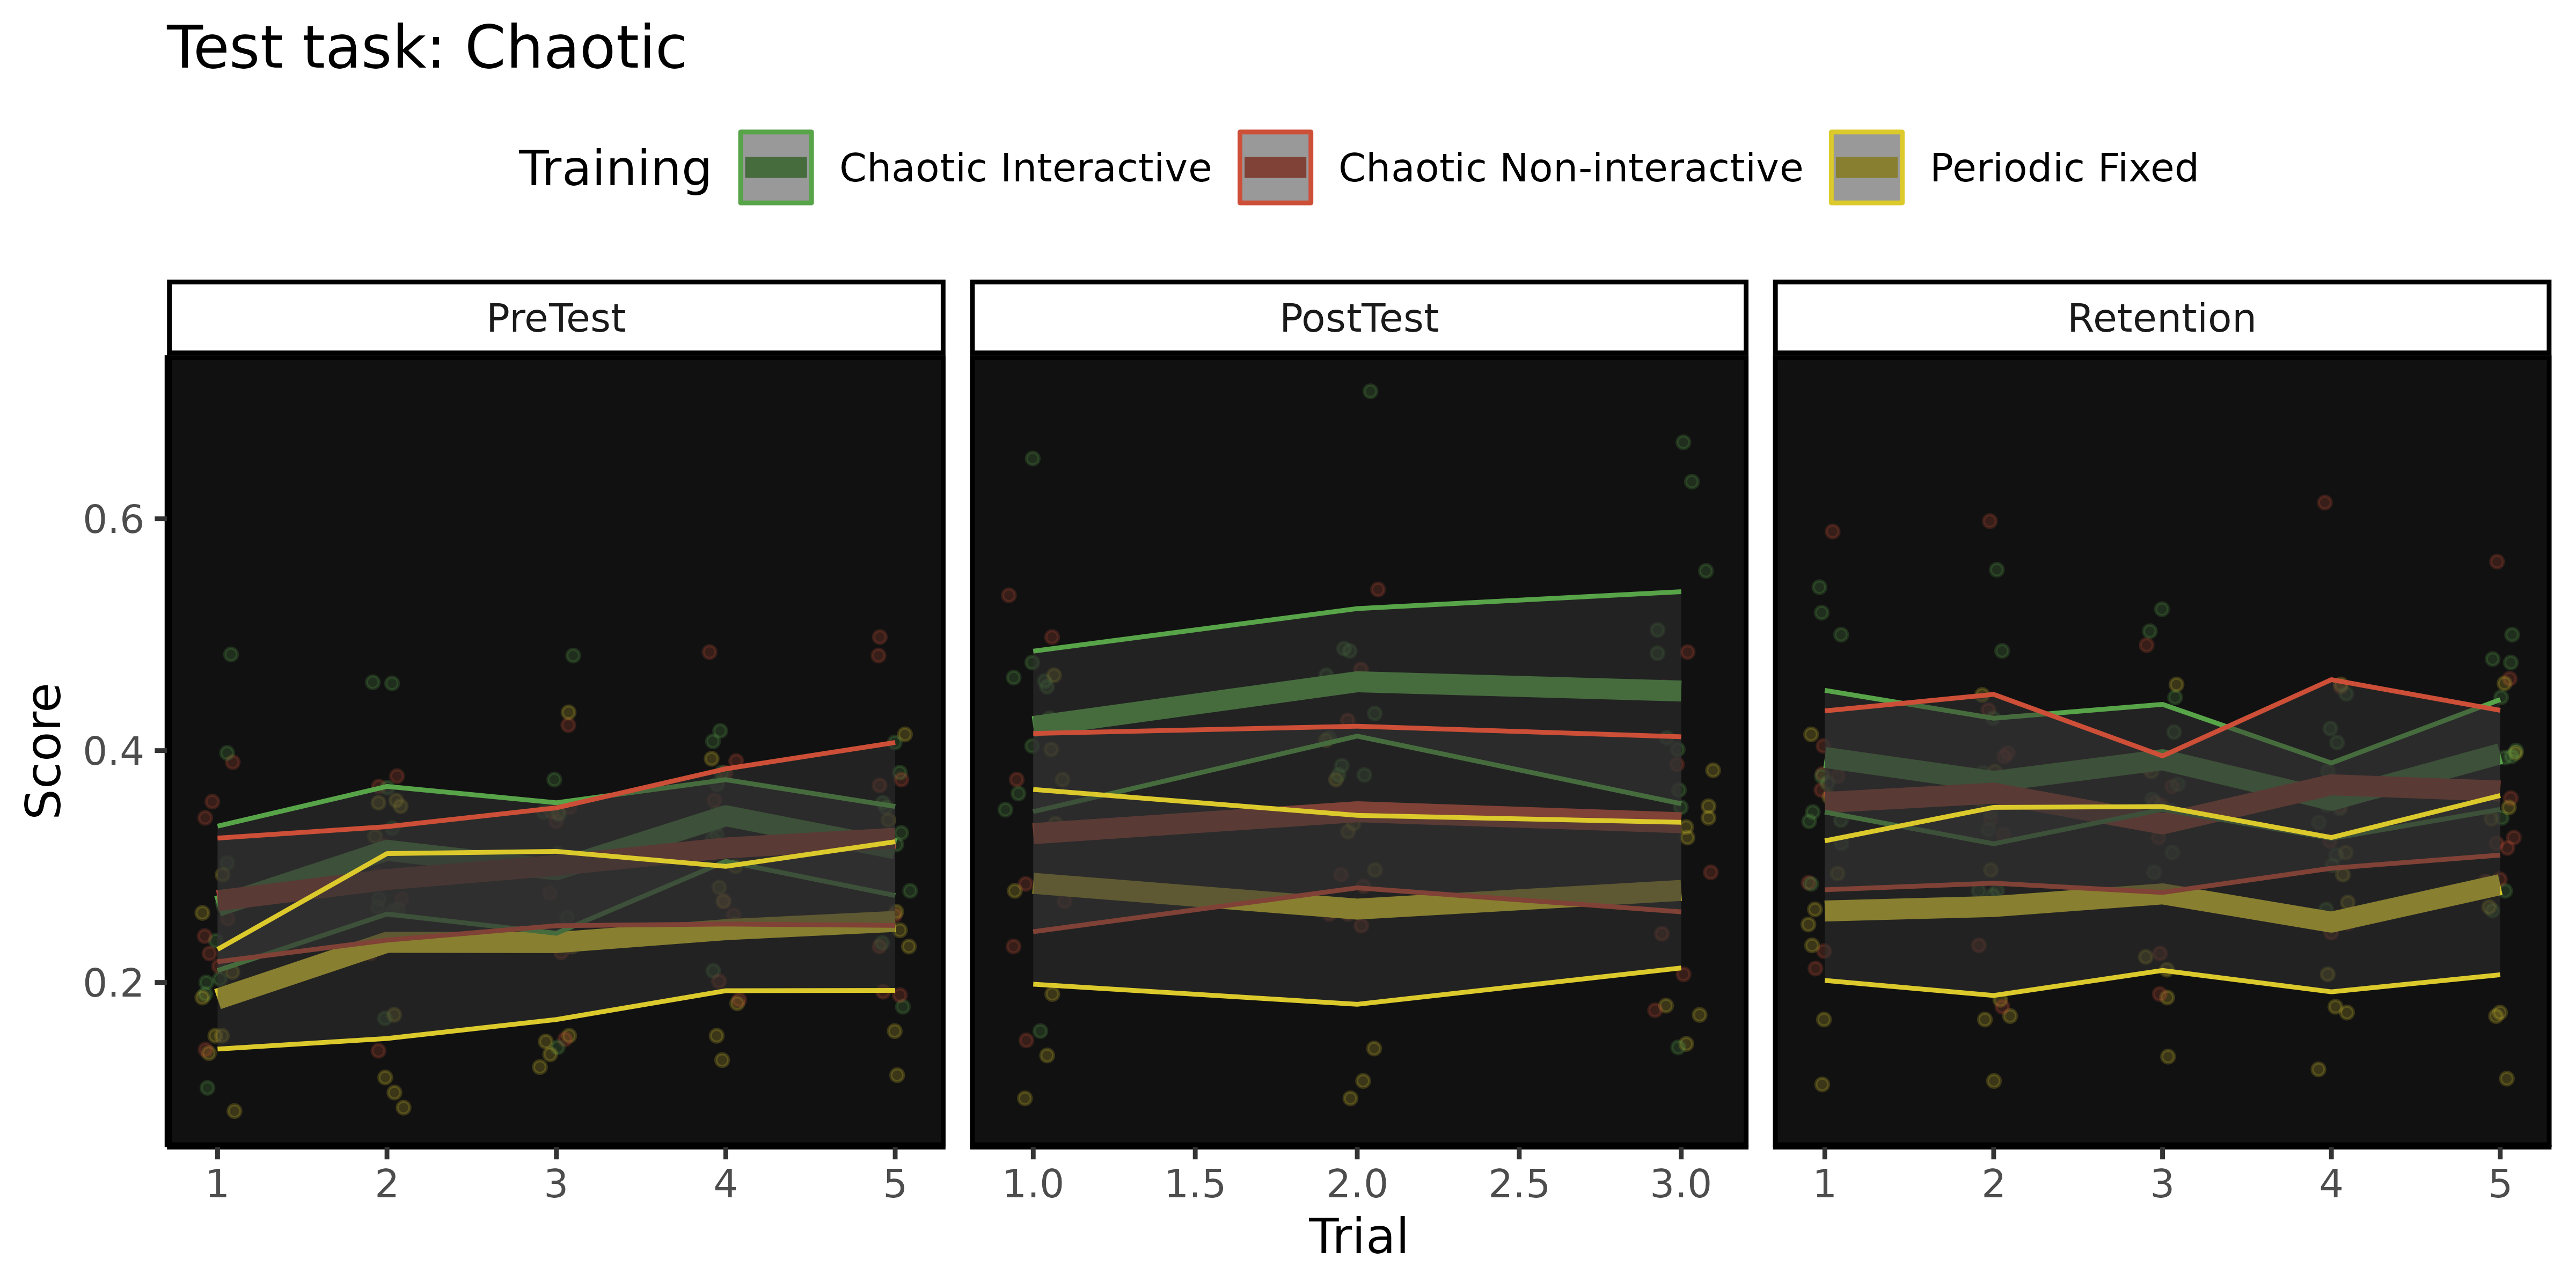 Test task: Chaotic
Training Chaotic Interactive Chaotic Non-interactive Periodic Fixed
PreTest PostTest Retention
Score
0.6
0.4
0.2
1 2 3 4 5 1.0 1.5 2.0 2.5 3.0 1 2 3 4 5
Trial